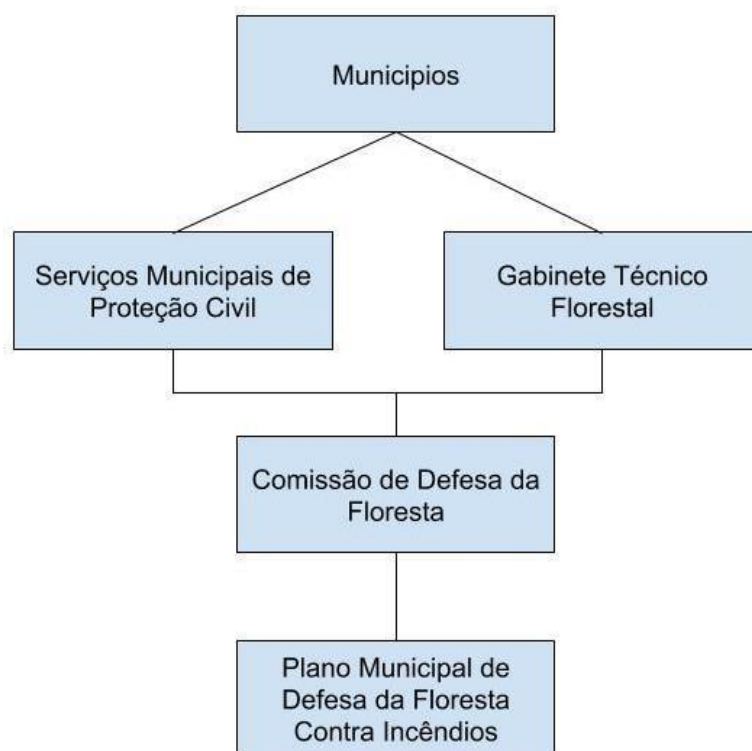 Municipios
Serviços Municipais de
Proteção Civil
Gabinete Técnico
Florestal
Comissão de Defesa da
Floresta
Plano Municipal de
Defesa da Floresta
Contra Incêndios